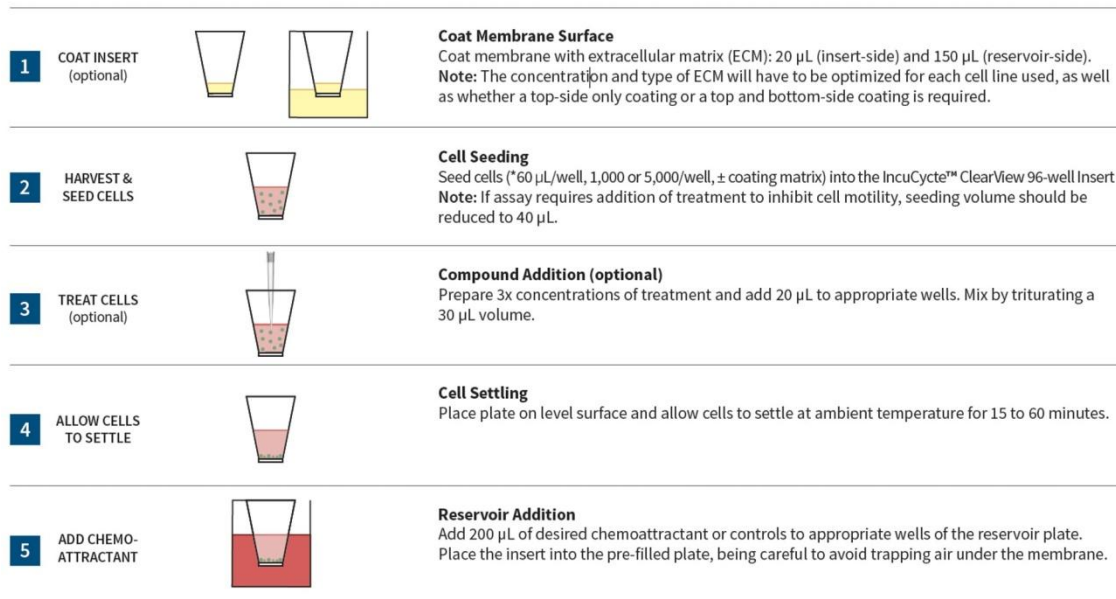 1
COAT INSERT
(optional)
Coat Membrane Surface
Coat membrane with extracellular matrix (ECM): 20 µL (insert-side) and 150 µL (reservoir-side).
Note: The concentration and type of ECM will have to be optimized for each cell line used, as well
as whether a top-side only coating or a top and bottom-side coating is required.
2
HARVEST &
SEED CELLS
Cell Seeding
Seed cells (*60 µL/well, 1,000 or 5,000/well, ± coating matrix) into the IncuCycte™ ClearView 96-well Insert
Note: If assay requires addition of treatment to inhibit cell motility, seeding volume should be
reduced to 40 µL.
3
TREAT CELLS
(optional)
Compound Addition (optional)
Prepare 3x concentrations of treatment and add 20 µL to appropriate wells. Mix by triturating a
30 µL volume.
4
ALLOW CELLS
TO SETTLE
Cell Settling
Place plate on level surface and allow cells to settle at ambient temperature for 15 to 60 minutes.
5
ADD CHEMO-
ATTRACTANT
Reservoir Addition
Add 200 µL of desired chemoattractant or controls to appropriate wells of the reservoir plate.
Place the insert into the pre-filled plate, being careful to avoid trapping air under the membrane.